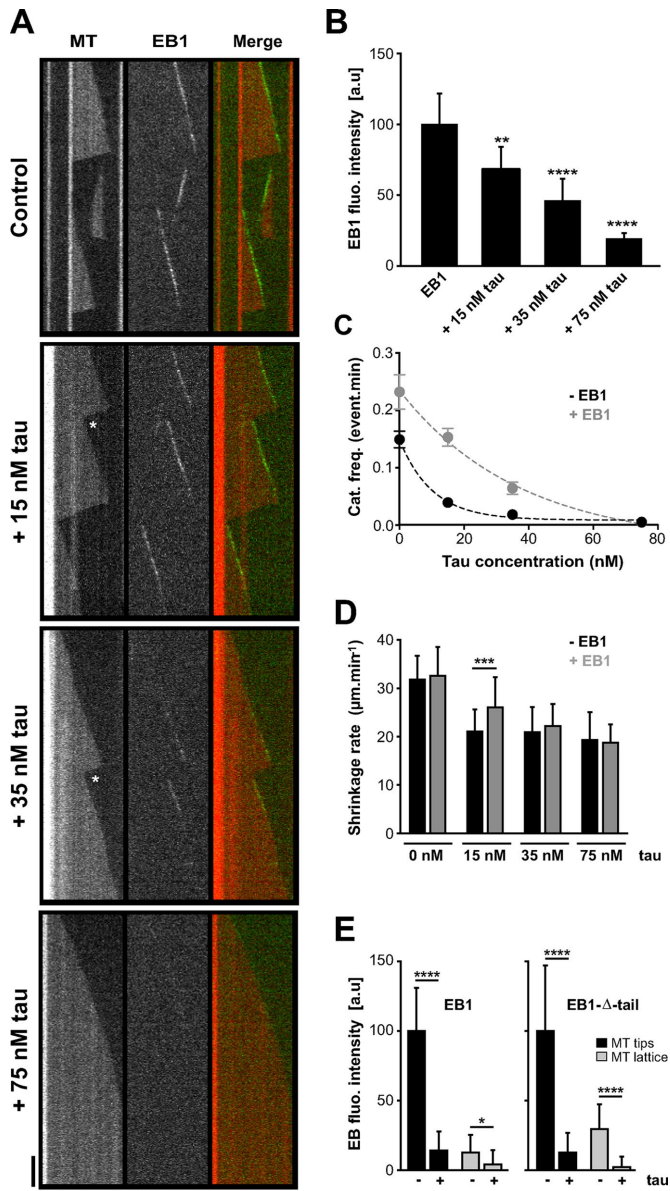 A
MT EB1 Merge
Control
+ 15 nM tau
*
+ 35 nM tau
*
+ 75 nM tau
B
EB1 fluo. intensity [a.u]
150
100
50
0
** **** ****
EB1 + 15 nM tau + 35 nM tau + 75 nM tau
C
Cat. freq. (event.min)
0.3
0.2
0.1
0.0
- EB1
+ EB1
0 20 40 60 80
Tau concentration (nM)
D
Shrinkage rate (µm.min-1)
40
30
20
10
0
- EB1
+ EB1
***
0 nM 15 nM 35 nM 75 nM tau
E
EB fluo. intensity [a.u]
150
100
50
0
EB1
**** *
EB1-Δ-tail
**** ****
MT tips
MT lattice
- + - + - + - + tau